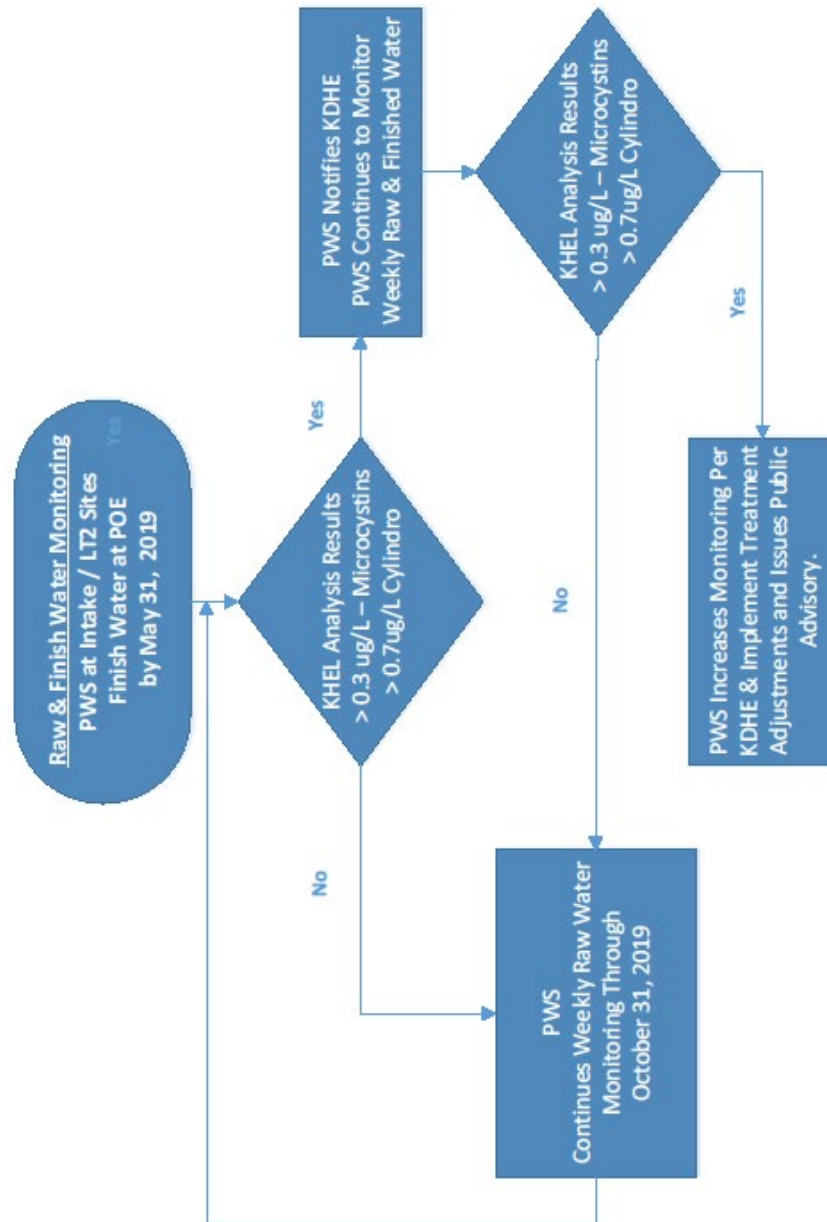 Raw & Finish Water Monitoring
PWS at Intake / LT2 Sites
Finish Water at POE
by May 31, 2019
Yes
KHEL Analysis Results
> 0.3 ug/L – Microcystins
> 0.7ug/L Cylindro
No
Yes
PWS
Continues Weekly Raw Water
Monitoring Through
October 31, 2019
PWS Notifies KDHE
PWS Continues to Monitor
Weekly Raw & Finished Water
KHEL Analysis Results
> 0.3 ug/L – Microcystins
> 0.7ug/L Cylindro
No
Yes
PWS Increases Monitoring Per
KDHE & Implement Treatment
Adjustments and Issues Public
Advisory.